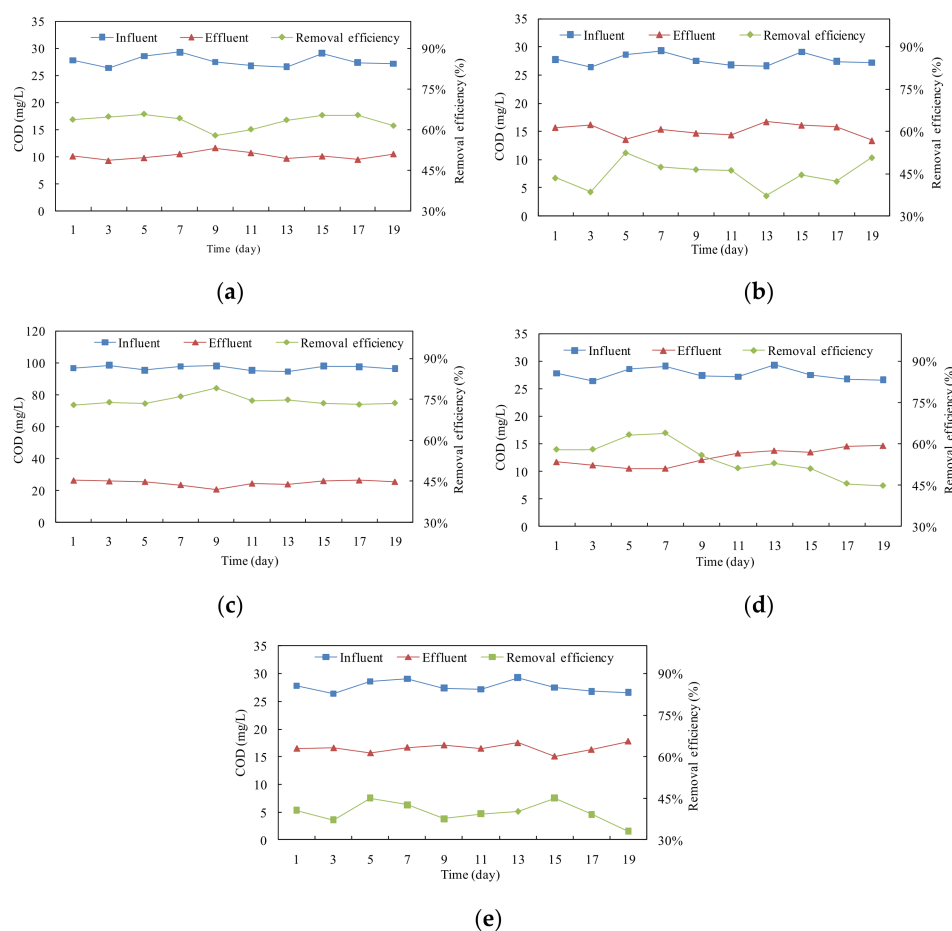 Influent Effluent Removal efficiency
COD (mg/L)
35
30
25
20
15
10
5
0
90%
75%
60%
45%
30%
Removal efficiency (%)
1 3 5 7 9 11 13 15 17 19
Time (day)
(a)
Influent Effluent Removal efficiency
COD (mg/L)
35
30
25
20
15
10
5
0
90%
75%
60%
45%
30%
Removal efficiency (%)
1 3 5 7 9 11 13 15 17 19
Time (day)
(b)
Influent Effluent Removal efficiency
COD (mg/L)
120
100
80
60
40
20
0
90%
75%
60%
45%
30%
Removal efficiency (%)
1 3 5 7 9 11 13 15 17 19
Time (day)
(c)
Influent Effluent Removal efficiency
COD (mg/L)
35
30
25
20
15
10
5
0
90%
75%
60%
45%
30%
Removal efficiency (%)
1 3 5 7 9 11 13 15 17 19
Time (day)
(d)
Influent Effluent Removal efficiency
COD (mg/L)
35
30
25
20
15
10
5
0
90%
75%
60%
45%
30%
Removal efficiency (%)
1 3 5 7 9 11 13 15 17 19
Time (day)
(e)